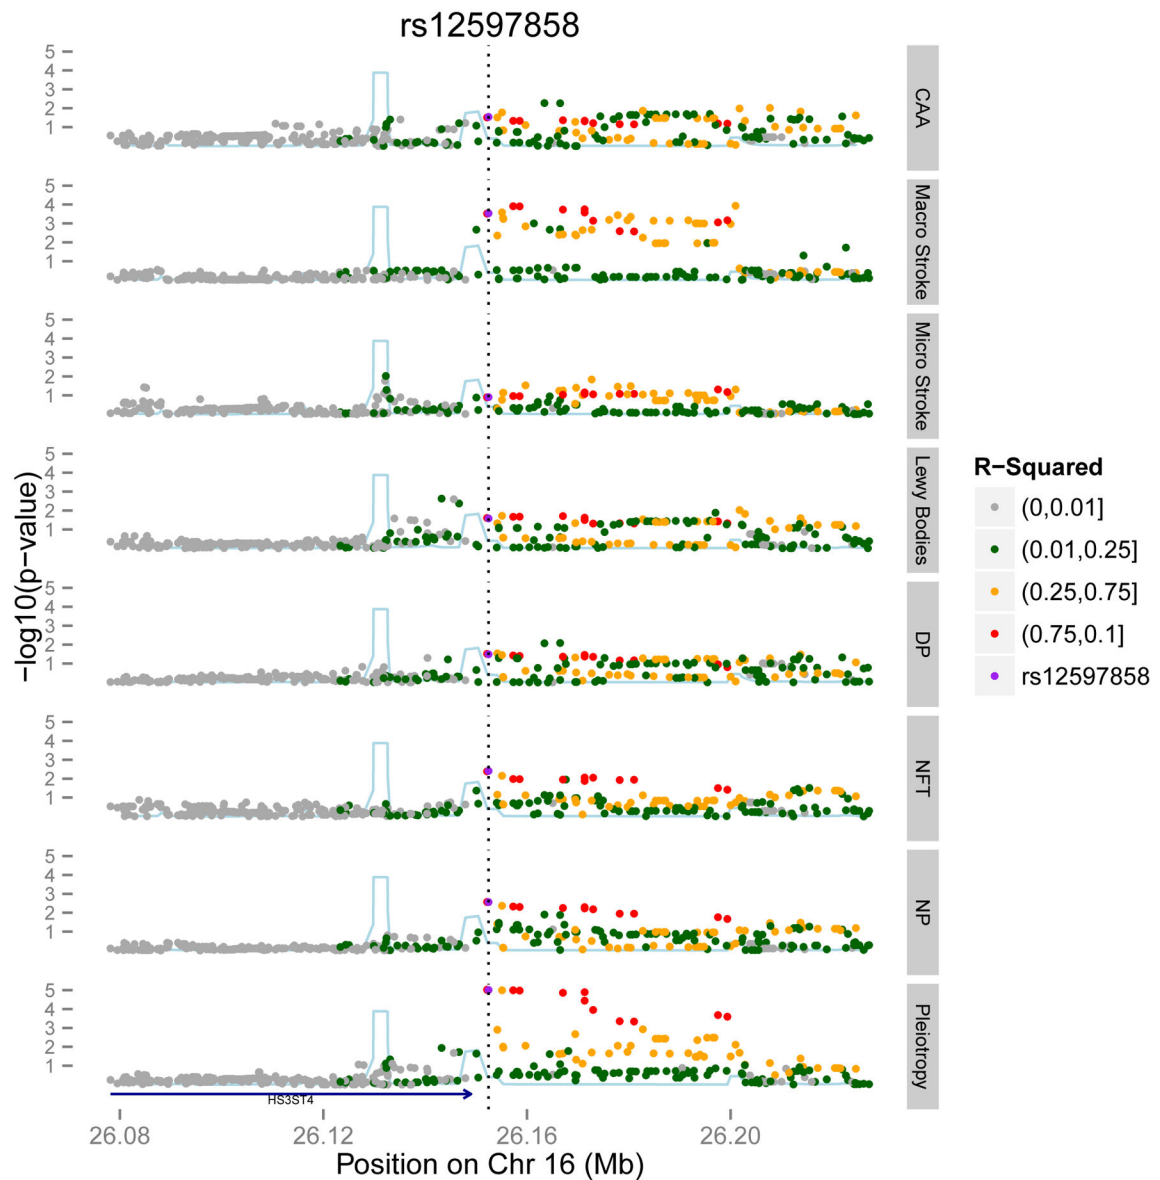 rs12597858
−log10(p−value)
5
4
3
2
1
CAA
5
4
3
2
1
Macro Stroke
5
4
3
2
1
Micro Stroke
5
4
3
2
1
Lewy Bodies
5
4
3
2
1
DP
5
4
3
2
1
NFT
5
4
3
2
1
NP
5
4
3
2
1
Pleiotropy
HS3ST4
26.08 26.12 26.16 26.20
Position on Chr 16 (Mb)
R−Squared
(0,0.01]
(0.01,0.25]
(0.25,0.75]
(0.75,0.1]
rs12597858